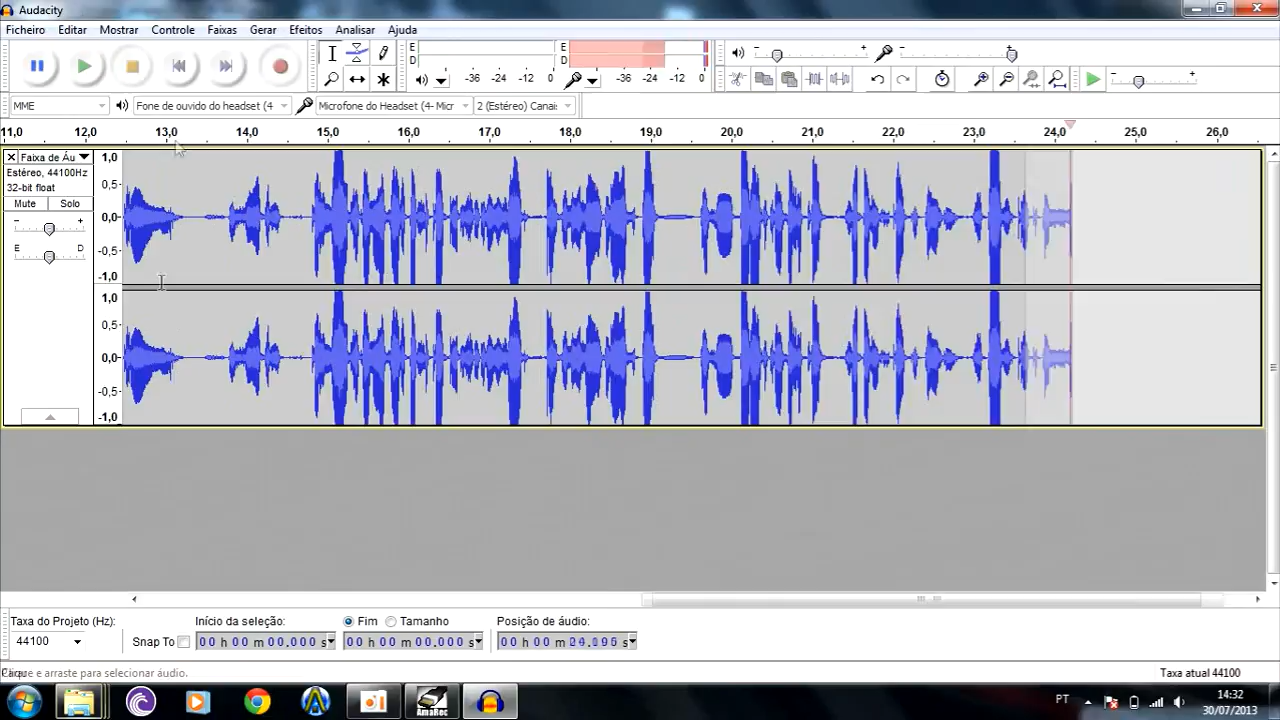 Audacity
Ficheiro Editar Mostrar Controle Faixas Gerar Efeitos Analisar Ajuda
E
D
-36 -24 -12 0
E
D
-36 -24 -12 0
- +
- +
- +
MME
Fone de ouvido do headset (4
Microfone do Headset (4- Micr
2 (Estéreo) Canai:
11,0 12,0 13,0 14,0 15,0 16,0 17,0 18,0 19,0 20,0 21,0 22,0 23,0 24,0 25,0 26,0
Faixa de Áu
Estéreo, 44100Hz
32-bit float
Mute Solo
- +
E D
1,0
0,5
0,0
-0,5
-1,0
1,0
0,5
0,0
-0,5
-1,0
Taxa do Projeto (Hz):
44100
Snap To
Início da seleção:
00 h 00 m 00.000 s
Fim Tamanho
00 h 00 m 00.000 s
Posição de áudio:
00 h 00 m 24.095 s
e arraste para selecionar áudio.
Taxa atual 44100
AmaRec
PT
14:32
30/07/2013